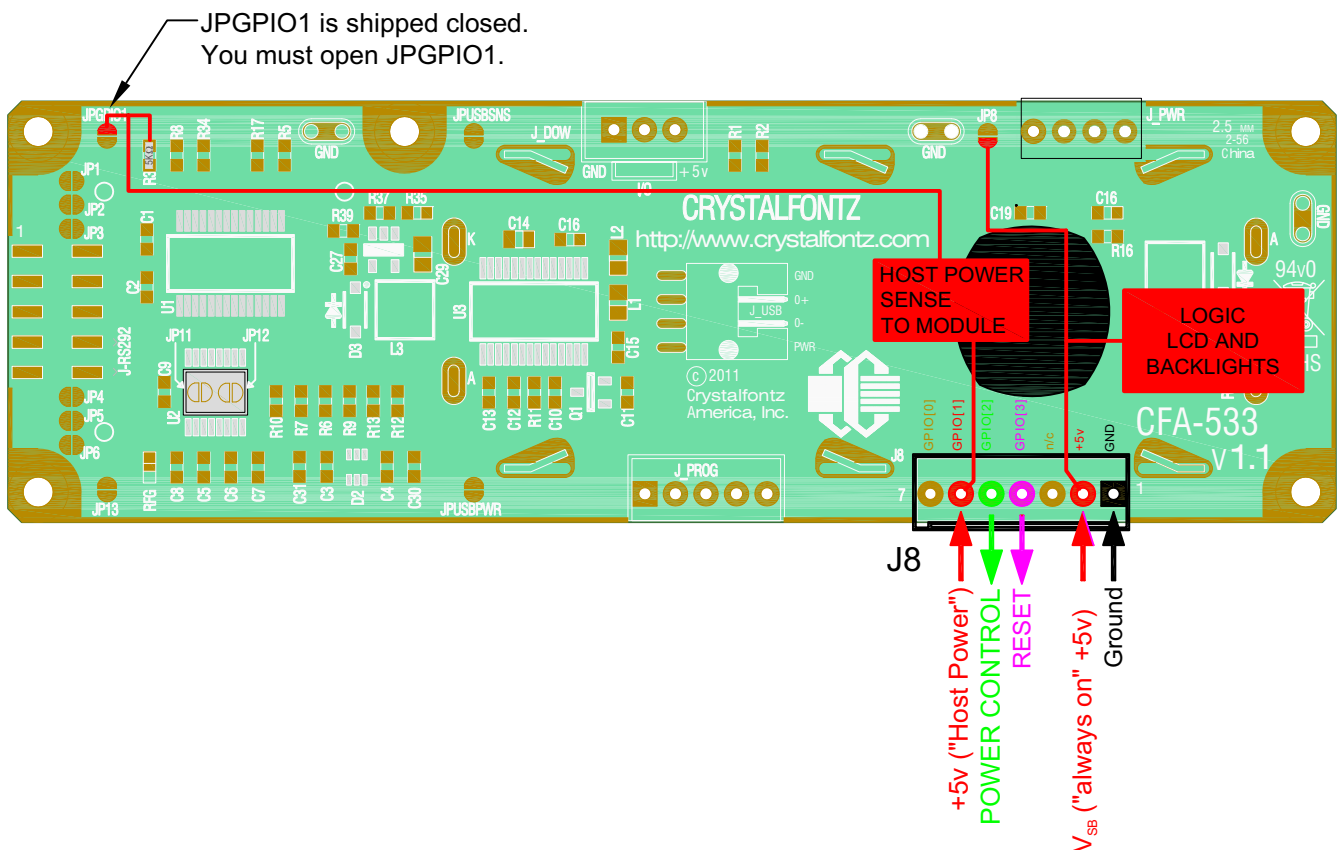 JPGPIO1 is shipped closed.
You must open JPGPIO1.
JPGPIO1
R8
R34
R17
R5
GND
JPUSBSNS
J_DOW
GND
+5v
R1
R2
GND
JP8
J_PWR
2.5 MM
2-56
China
R3
5KΩ
JP1
JP2
JP3
1
C1
C2
U1
R39
R37
R35
C27
C29
K
C14
C16
L2
CRYSTALFONTZ
http://www.crystalfontz.com
C19
C16
R16
GND
A
94v0
HOST POWER
SENSE
TO MODULE
LOGIC
LCD AND
BACKLIGHTS
HS
GND
0+
J_USB
0-
PWR
U3
L1
C15
D3
L3
J-RS292
JP11
JP12
C9
U2
A
JP4
JP5
JP6
R10
R7
R6
R9
R13
R12
C13
C12
R11
C10
Q1
C11
© 2011
Crystalfontz
America, Inc.
GPIO[0]
GPIO[1]
GPIO[2]
GPIO[3]
n/c
+5v
GND
CFA-533
v1.1
RFG
C8
C5
C6
C7
C31
C3
D2
C4
C30
JP13
JPUSBPWR
J_PROG
J8
7
1
J8
+5v ("Host Power")
POWER CONTROL
RESET
VSB ("always on" +5v)
Ground